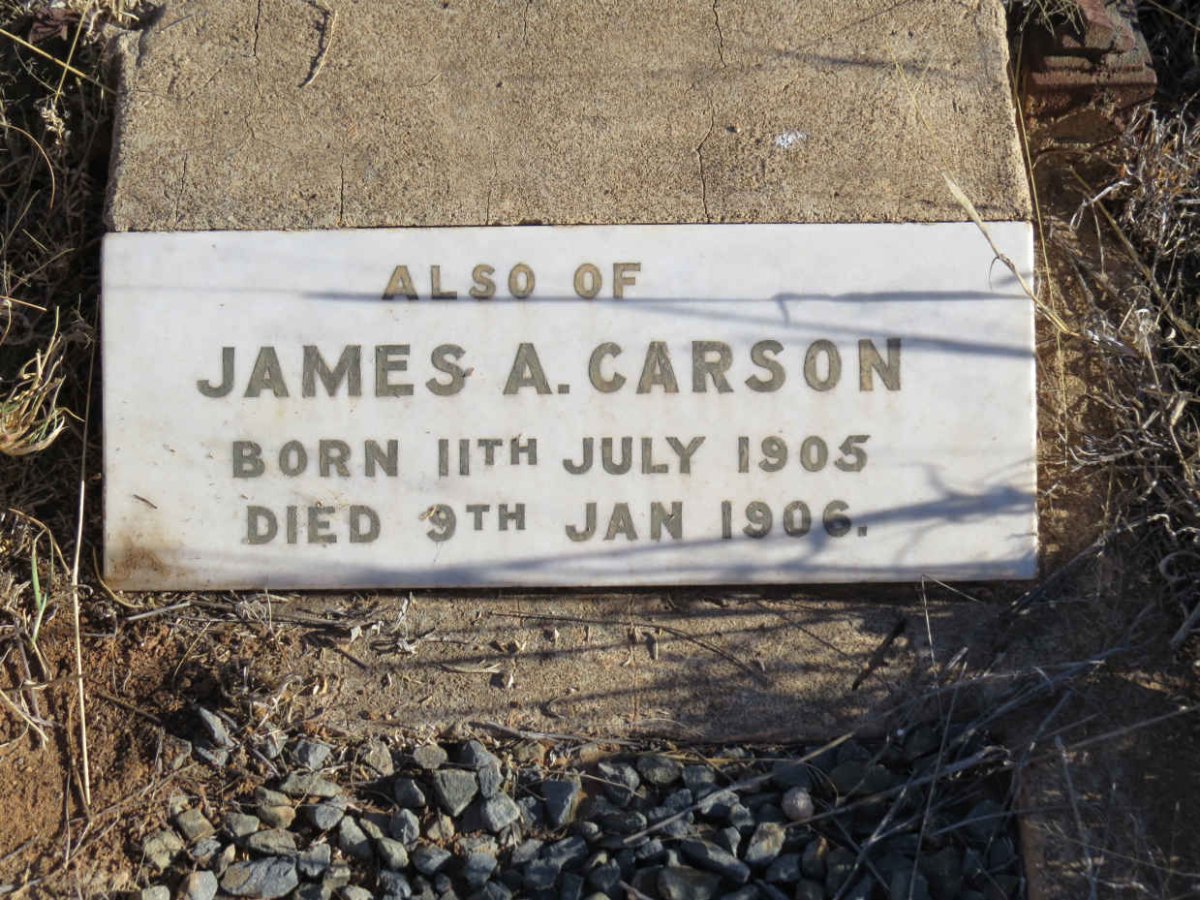 ALSO OF
JAMES A. CARSON
BORN 11TH JULY 1905
DIED 9TH JAN 1906.